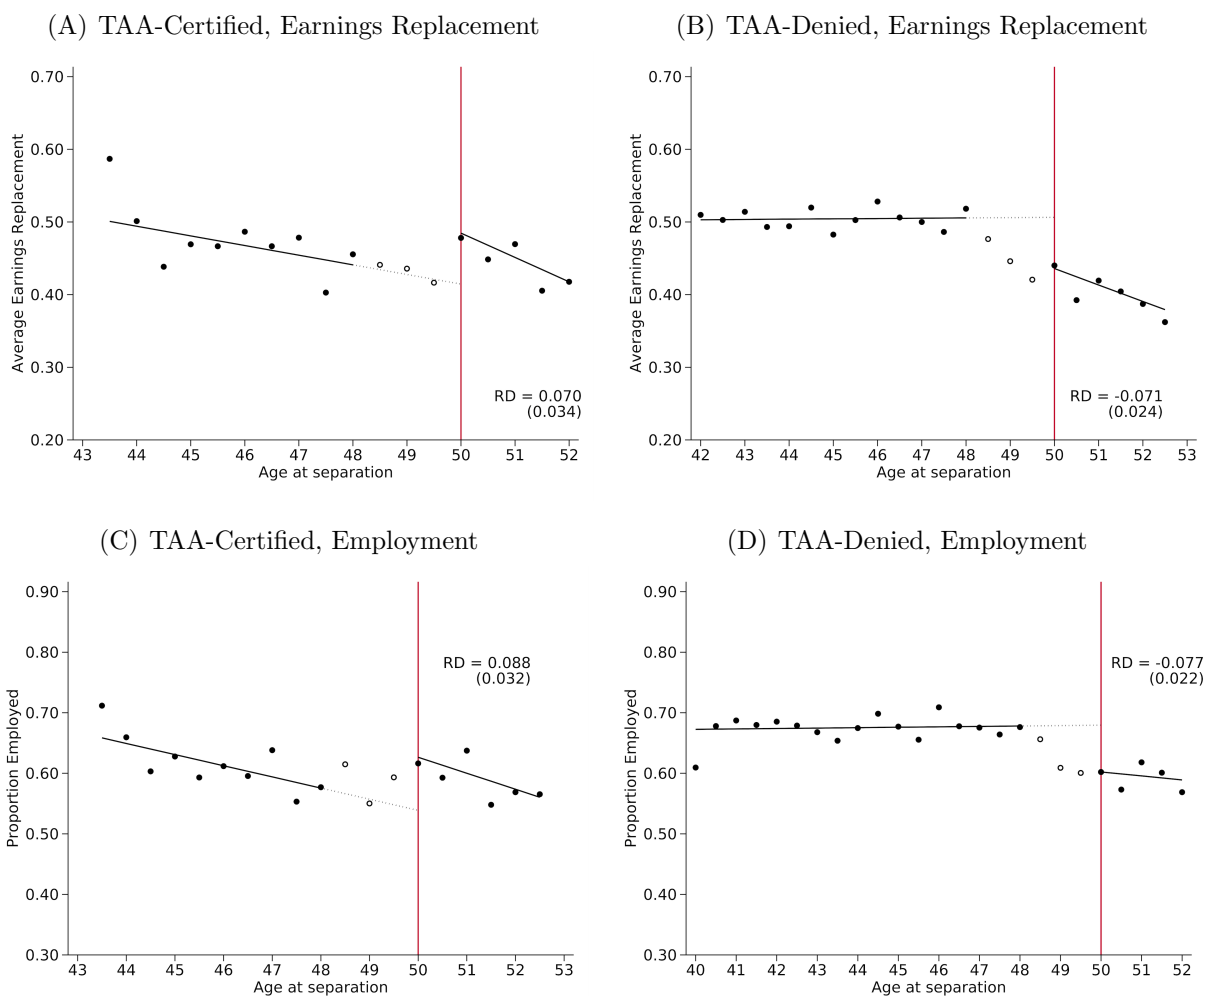 (A) TAA-Certified, Earnings Replacement
Average Earnings Replacement
0.70
0.60
0.50
0.40
0.30
0.20
RD = 0.070
(0.034)
43 44 45 46 47 48 49 50 51 52
Age at separation
(B) TAA-Denied, Earnings Replacement
Average Earnings Replacement
0.70
0.60
0.50
0.40
0.30
0.20
RD = -0.071
(0.024)
42 43 44 45 46 47 48 49 50 51 52 53
Age at separation
(C) TAA-Certified, Employment
Proportion Employed
0.90
0.80
0.70
0.60
0.50
0.40
0.30
RD = 0.088
(0.032)
43 44 45 46 47 48 49 50 51 52 53
Age at separation
(D) TAA-Denied, Employment
Proportion Employed
0.90
0.80
0.70
0.60
0.50
0.40
0.30
RD = -0.077
(0.022)
40 41 42 43 44 45 46 47 48 49 50 51 52
Age at separation